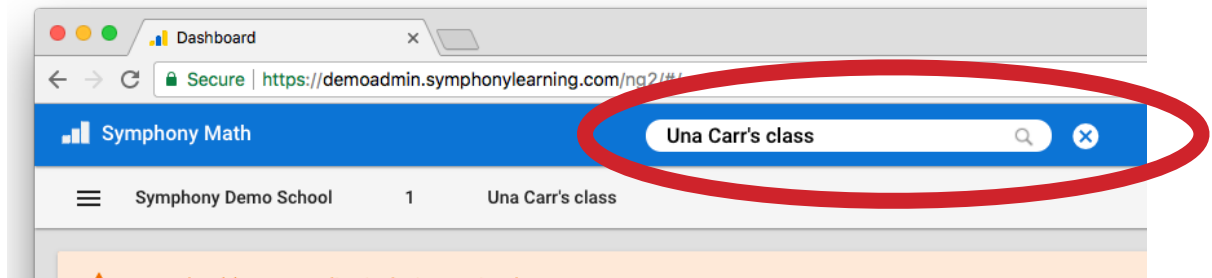 Dashboard
Secure | https://demoadmin.symphonylearning.com/ng2/#/
Symphony Math Una Carr's class
Symphony Demo School 1 Una Carr's class